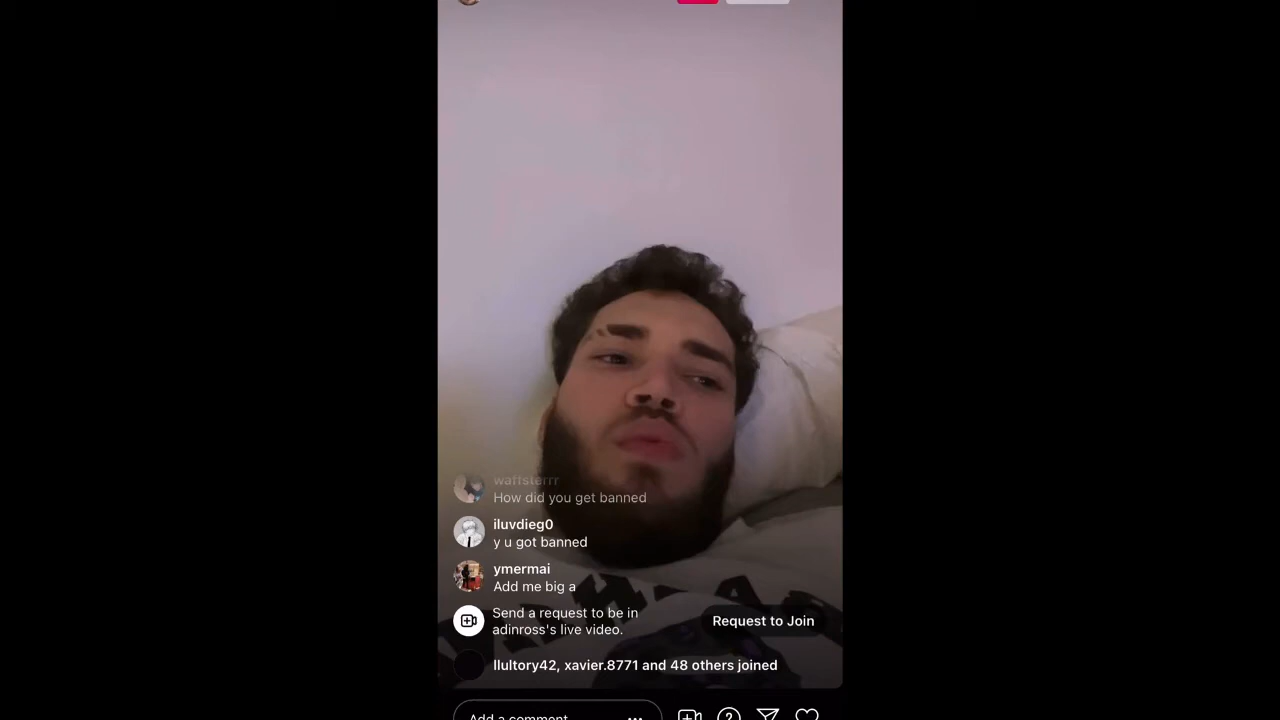 waffsterrr
How did you get banned
iluvdieg0
y u got banned
ymermai
Add me big a
Send a request to be in
adinross's live video.
Request to Join
llultory42, xavier.8771 and 48 others joined
Add a comment